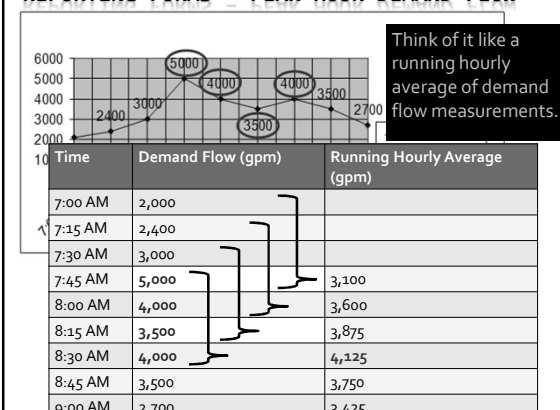 Think of it like a
running hourly
average of demand
flow measurements.
6000
5000
4000
3000
2000
10
2400
3000
5000
4000
3500
4000
3500
2700
Time Demand Flow (gpm) Running Hourly Average
(gpm)
7:00 AM 2,000
7:15 AM 2,400
7:30 AM 3,000
7:45 AM 5,000 3,100
8:00 AM 4,000 3,600
8:15 AM 3,500 3,875
8:30 AM 4,000 4,125
8:45 AM 3,500 3,750
9:00 AM 2,700 3,425